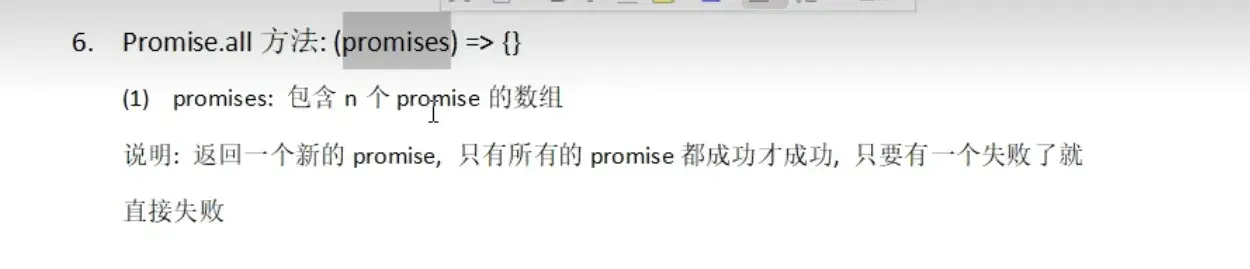 6. Promise.all 方法: (promises) => {}
(1) promises: 包含 n 个 promise 的数组
说明: 返回一个新的 promise, 只有所有的 promise 都成功才成功, 只要有一个失败了就
直接失败